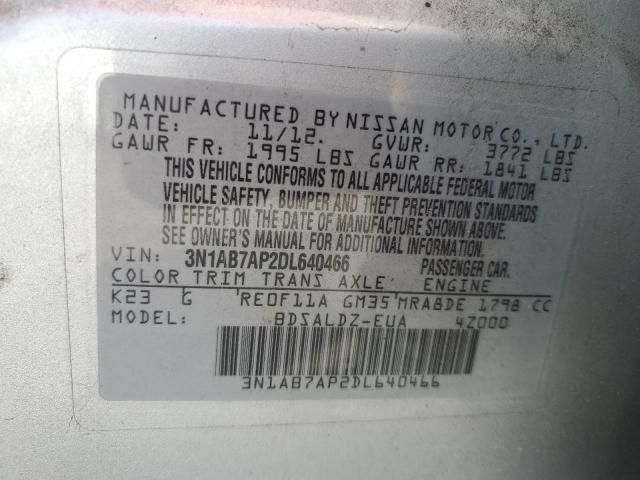 MANUFACTURED BY NISSAN MOTOR CO., LTD.
DATE: 11/12. GVWR: 3772 LBS
GAWR FR: 1995 LBS GAWR RR: 1841 LBS
THIS VEHICLE CONFORMS TO ALL APPLICABLE FEDERAL MOTOR
VEHICLE SAFETY, BUMPER AND THEFT PREVENTION STANDARDS
IN EFFECT ON THE DATE OF MANUFACTURE SHOWN ABOVE.
SEE OWNER'S MANUAL FOR ADDITIONAL INFORMATION.
VIN: 3N1AB7AP2DL640466 PASSENGER CAR.
COLOR TRIM TRANS AXLE ENGINE
K23 G RE0F11A GM35 MRA8DE 1798 CC
MODEL: BDSALDZ-EUA 4Z000
3N1AB7AP2DL640466